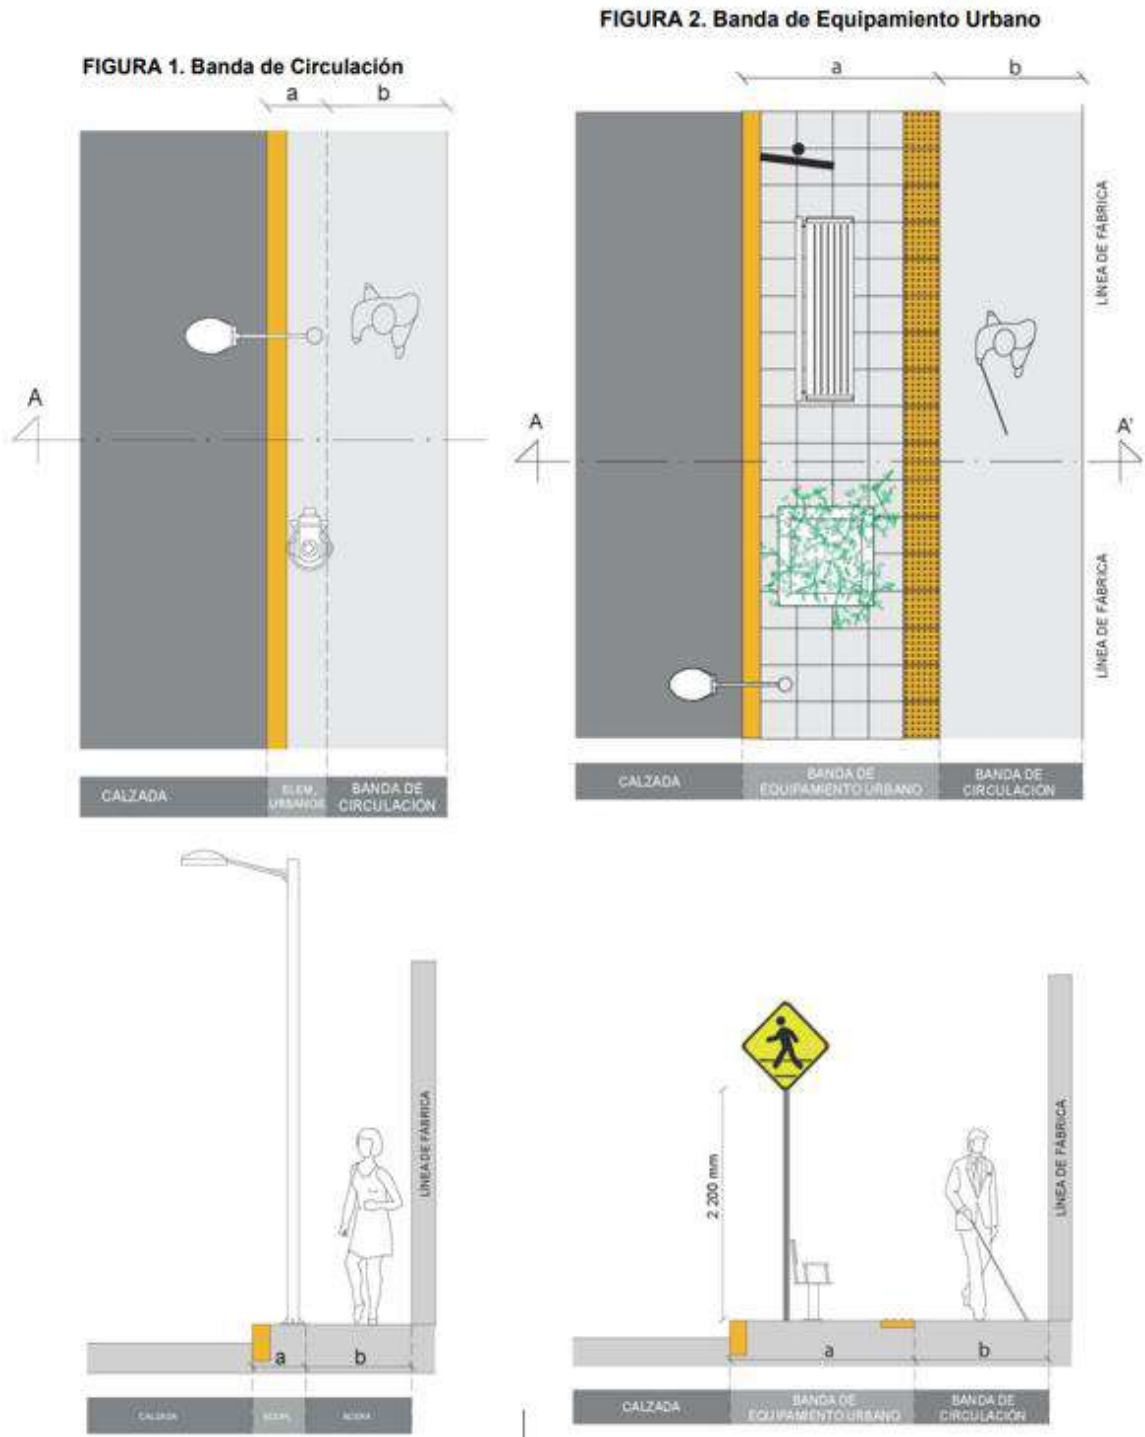 FIGURA 2. Banda de Equipamiento Urbano
FIGURA 1. Banda de Circulación
a b
a b
LÍNEA DE FÁBRICA
A
A A'
LÍNEA DE FÁBRICA
CALZADA
ELEM.
URBANOS
BANDA DE
CIRCULACIÓN
CALZADA
BANDA DE
EQUIPAMIENTO URBANO
BANDA DE
CIRCULACIÓN
LÍNEA DE FÁBRICA
2 200 mm
LÍNEA DE FÁBRICA
a b
a b
CALZADA
ACERA
CALZADA
BANDA DE
EQUIPAMIENTO URBANO
BANDA DE
CIRCULACIÓN